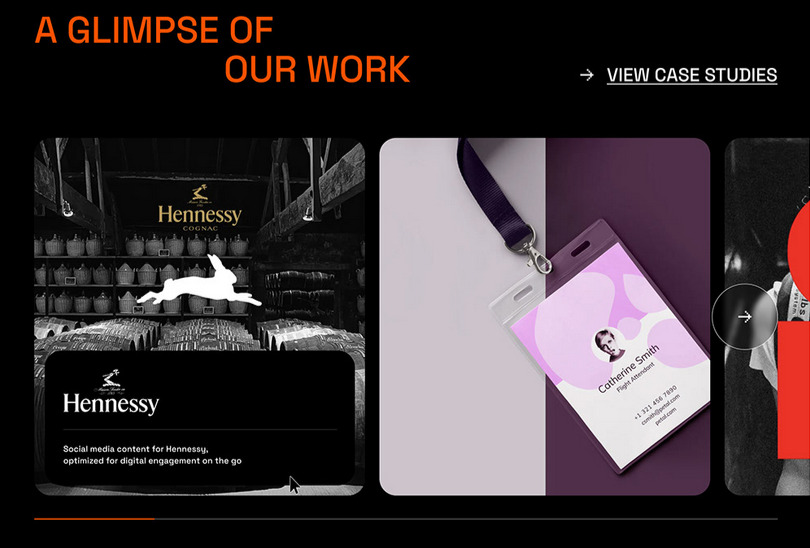 A GLIMPSE OF
OUR WORK
→ VIEW CASE STUDIES
Hennessy
COGNAC
Hennessy
Social media content for Hennessy,
optimized for digital engagement on the go
Catherine Smith
Flight Attendant
+1 321 456 7890
csmith@petal.com
petal.com
→